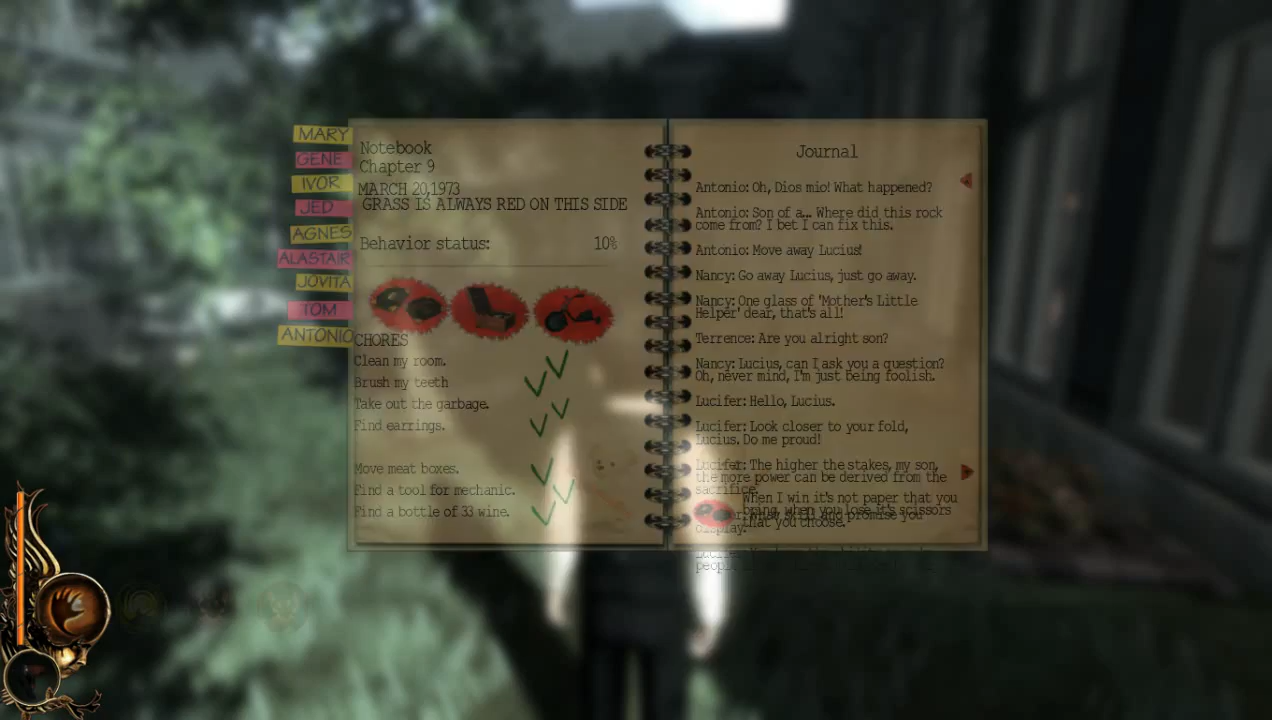 MARY
GENE
IVOR
JED
AGNES
ALASTAIR
JOVITA
TOM
ANTONIO
Notebook
Chapter 9
MARCH 20,1973
GRASS IS ALWAYS RED ON THIS SIDE
Behavior status: 10%
CHORES
Clean my room.
Brush my teeth
Take out the garbage.
Find earrings.
Move meat boxes.
Find a tool for mechanic.
Find a bottle of 33 wine.
Journal
Antonio: Oh, Dios mio! What happened?
Antonio: Son of a... Where did this rock
come from? I bet I can fix this.
Antonio: Move away Lucius!
Nancy: Go away Lucius, just go away.
Nancy: One glass of 'Mother's Little
Helper' dear, that's all!
Terrence: Are you alright son?
Nancy: Lucius, can I ask you a question?
Oh, never mind, I'm just being foolish.
Lucifer: Hello, Lucius.
Lucifer: Look closer to your fold,
Lucius. Do me proud!
Lucifer: The higher the stakes, my son,
the more power can be derived from the
sacrifice.
When I win it's not paper that you
bring, when you lose it's scissors
that you choose.
skill and promise you
display.
people